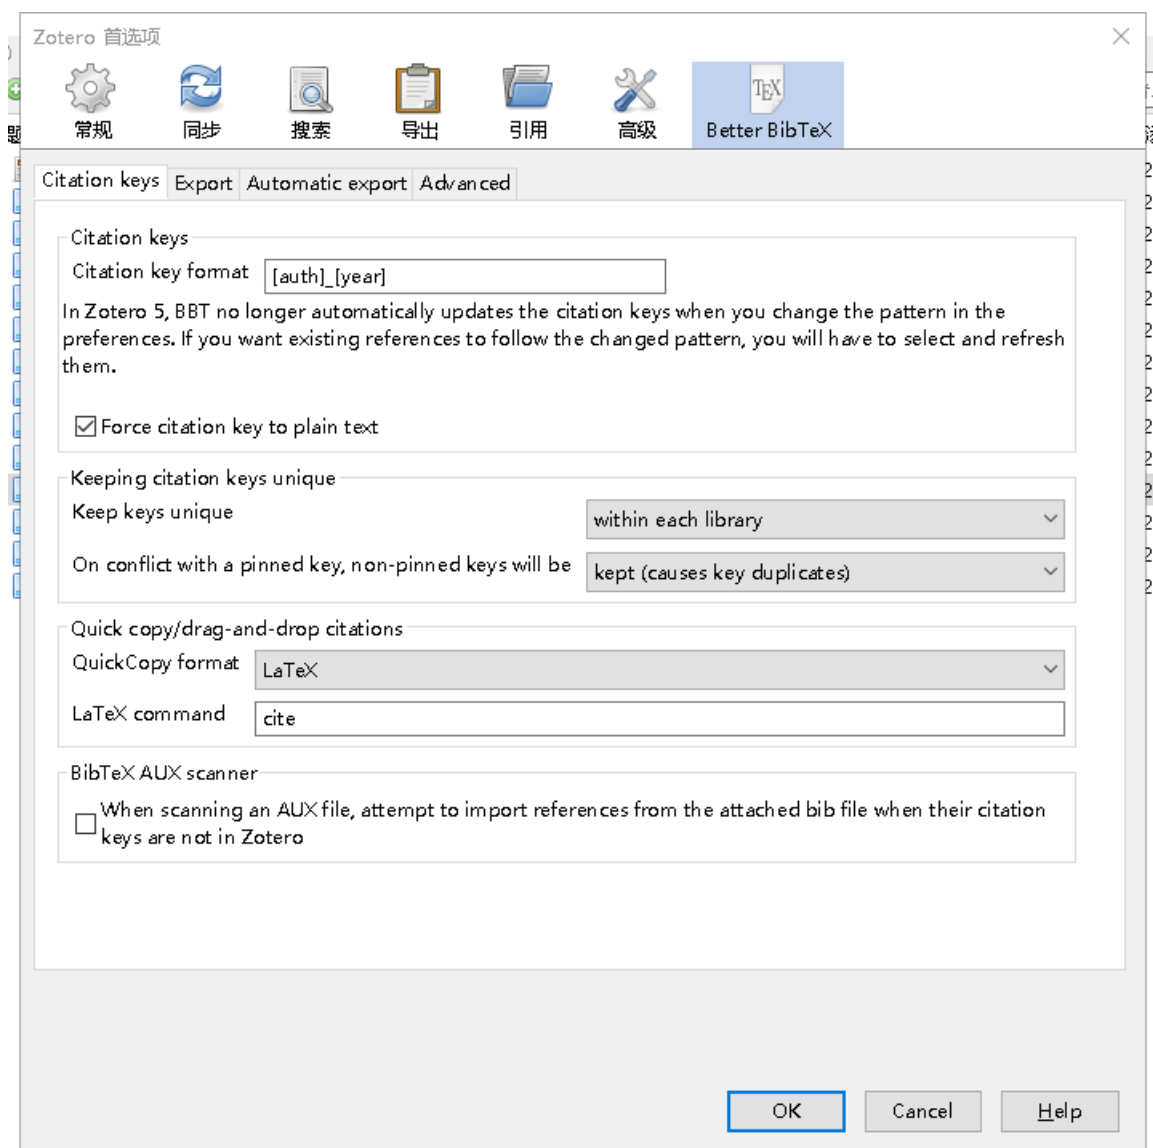 Zotero 首选项
常规 同步 搜索 导出 引用 高级 Better BibTeX
Citation keys Export Automatic export Advanced
Citation keys
Citation key format [auth]_[year]
In Zotero 5, BBT no longer automatically updates the citation keys when you change the pattern in the
preferences. If you want existing references to follow the changed pattern, you will have to select and refresh
them.
Force citation key to plain text
Keeping citation keys unique
Keep keys unique within each library
On conflict with a pinned key, non-pinned keys will be kept (causes key duplicates)
Quick copy/drag-and-drop citations
QuickCopy format LaTeX
LaTeX command cite
BibTeX AUX scanner
When scanning an AUX file, attempt to import references from the attached bib file when their citation
keys are not in Zotero
OK Cancel Help